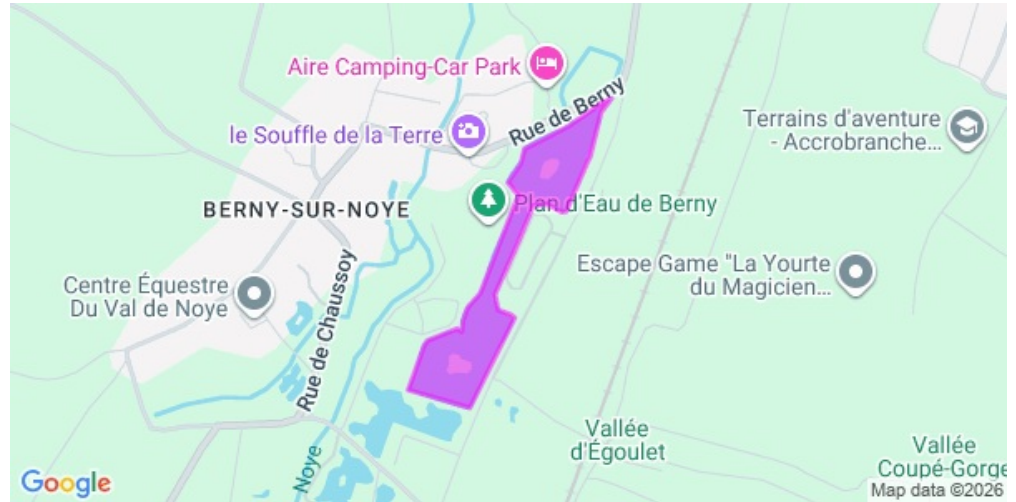 Aire Camping-Car Park
Rue de Berny
le Souffle de la Terre
Terrains d'aventure
- Accrobranche...
BERNY-SUR-NOYE
Plan d'Eau de Berny
Centre Équestre
Du Val de Noye
Rue de Chaussoy
Escape Game "La Yourte
du Magicien...
Noye
Vallée
d'Égoulet
Vallée
Coupé-Gorge
Google
Map data ©2026